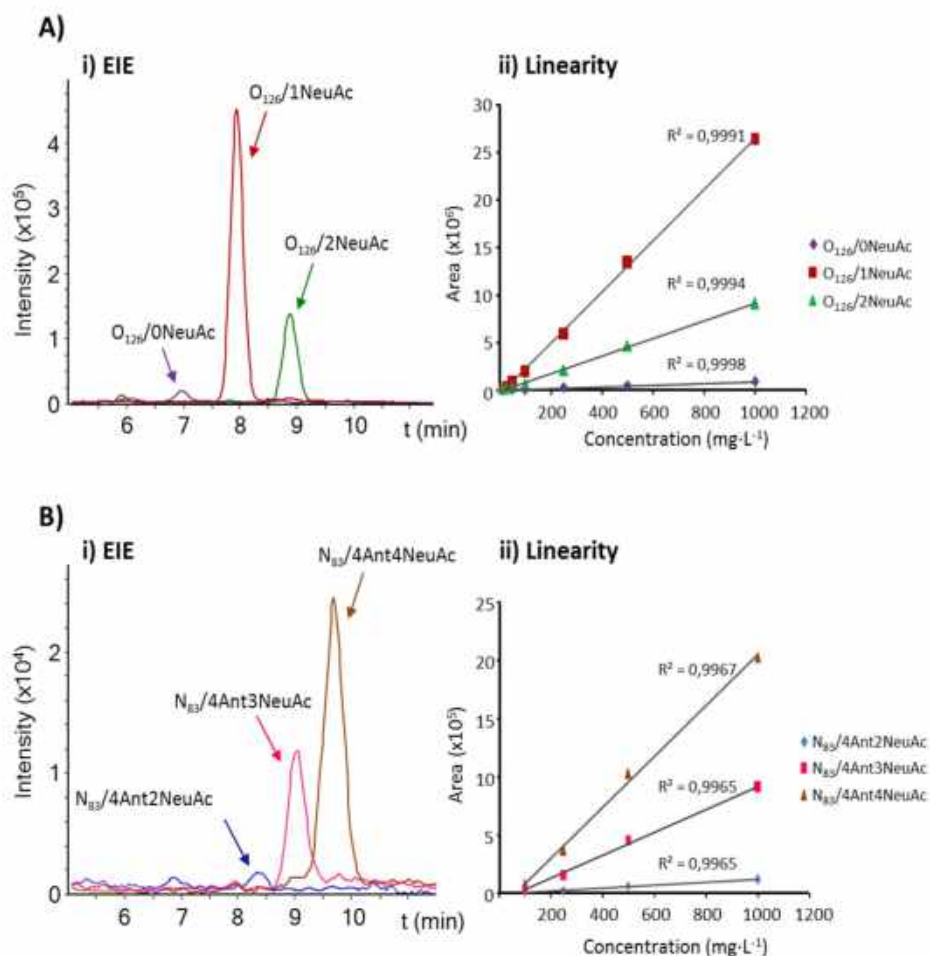 A)
i) EIE
O₁₂₆/1NeuAc
O₁₂₆/2NeuAc
O₁₂₆/0NeuAc
Intensity (x10⁵)
4
3
2
1
0
6 7 8 9 10
t (min)
ii) Linearity
30
25
20
15
10
5
0
Area (x10⁶)
R² = 0,9991
R² = 0,9994
R² = 0,9998
O₁₂₆/0NeuAc
O₁₂₆/1NeuAc
O₁₂₆/2NeuAc
200 400 600 800 1000 1200
Concentration (mg·L⁻¹)
B)
i) EIE
N₈₃/4Ant4NeuAc
N₈₃/4Ant3NeuAc
N₈₃/4Ant2NeuAc
Intensity (x10⁴)
2
1
0
6 7 8 9 10
t (min)
ii) Linearity
25
20
15
10
5
0
Area (x10⁵)
R² = 0,9967
R² = 0,9965
R² = 0,9965
N₈₃/4Ant2NeuAc
N₈₃/4Ant3NeuAc
N₈₃/4Ant4NeuAc
200 400 600 800 1000 1200
Concentration (mg·L⁻¹)